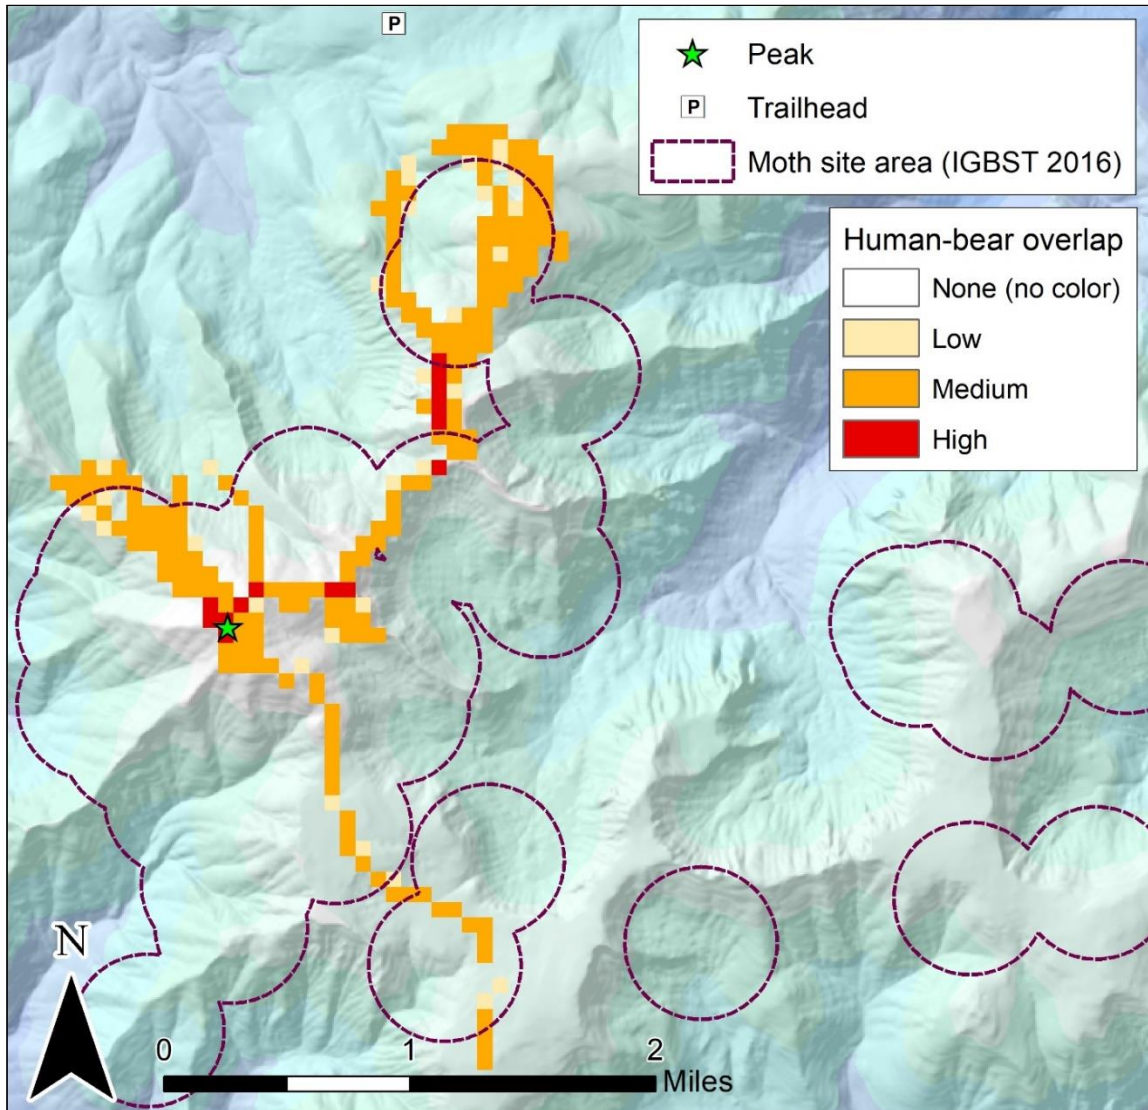 P
Peak
P Trailhead
Moth site area (IGBST 2016)
Human-bear overlap
None (no color)
Low
Medium
High
N
0 1 2
Miles